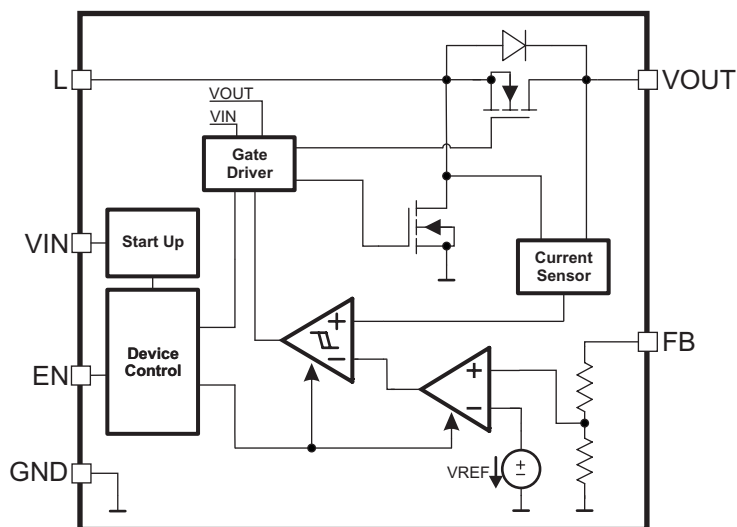 L
VOUT
VOUT
VIN
Gate
Driver
VIN
Start Up
Current
Sensor
Device
Control
EN
FB
+
−
+
−
VREF
+
−
GND